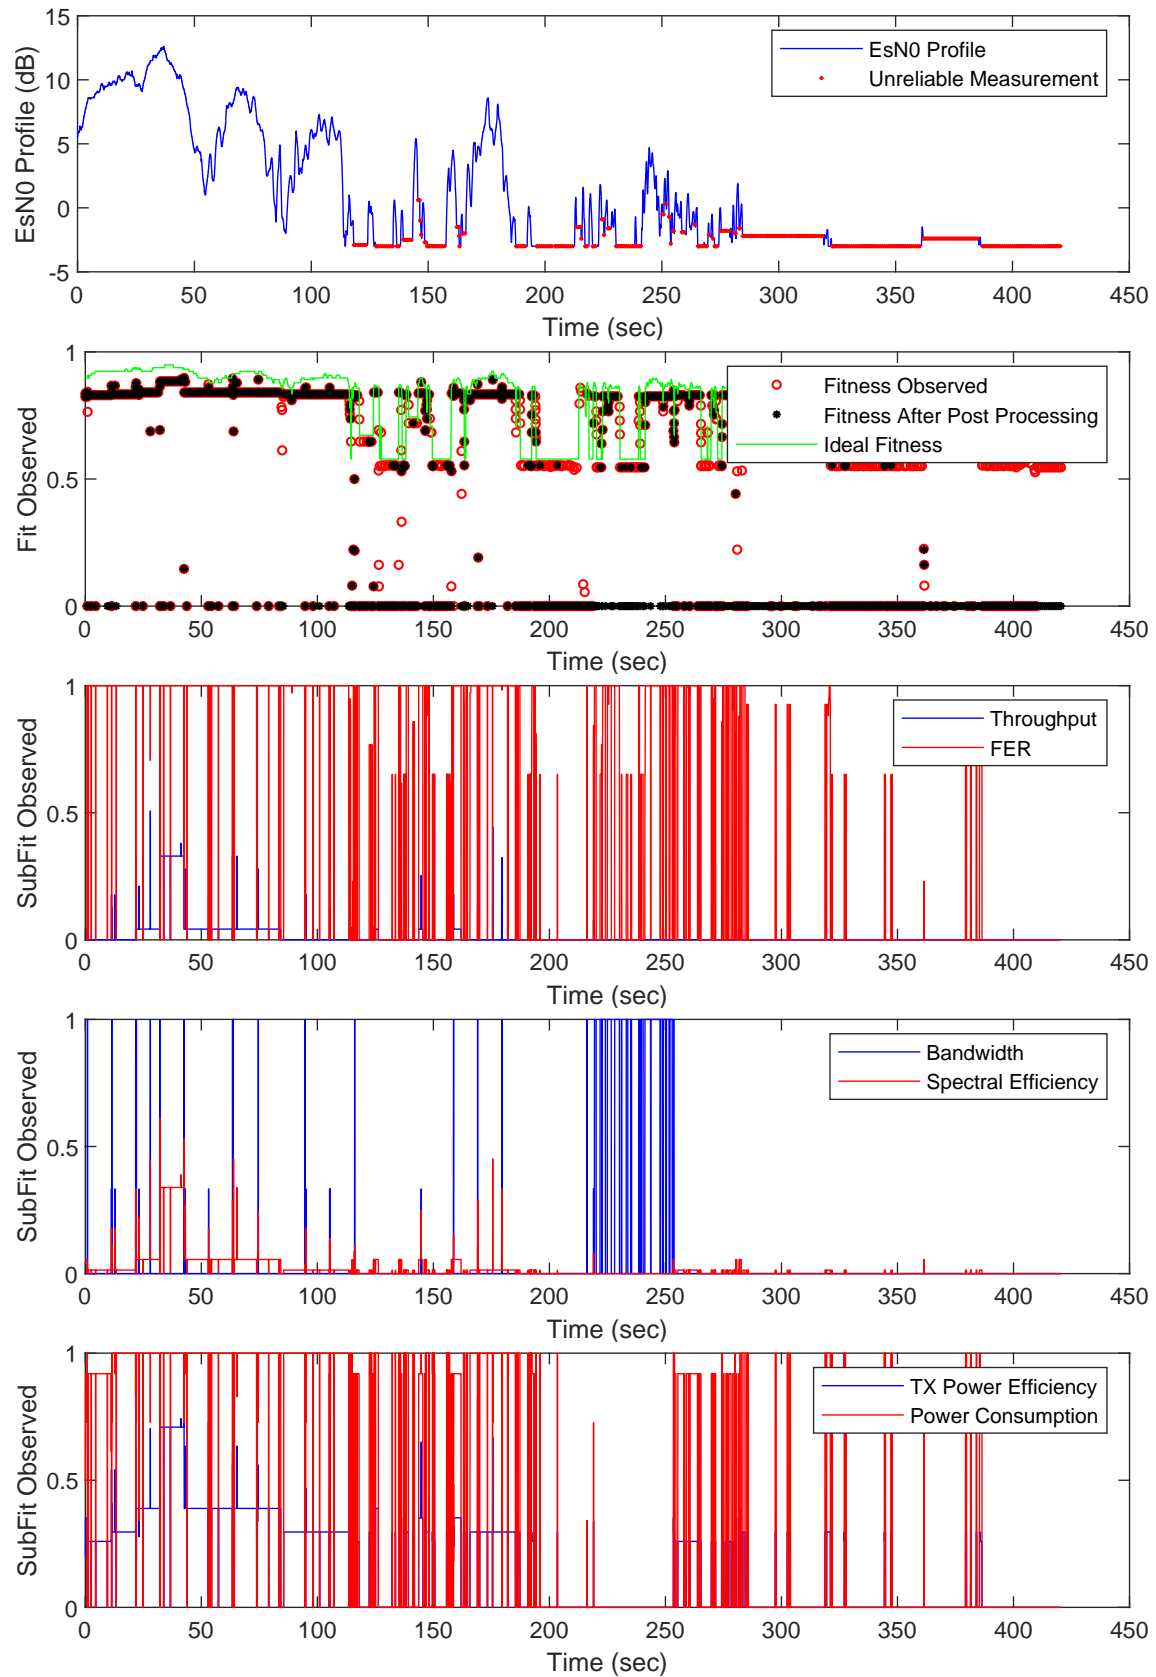 15
10
5
0
-5
EsN0 Profile (dB)
EsN0 Profile
Unreliable Measurement
0 50 100 150 200 250 300 350 400 450
Time (sec)
1
0.5
0
Fit Observed
Fitness Observed
Fitness After Post Processing
Ideal Fitness
0 50 100 150 200 250 300 350 400 450
Time (sec)
1
0.5
0
SubFit Observed
Throughput
FER
0 50 100 150 200 250 300 350 400 450
Time (sec)
1
0.5
0
SubFit Observed
Bandwidth
Spectral Efficiency
0 50 100 150 200 250 300 350 400 450
Time (sec)
1
0.5
0
SubFit Observed
TX Power Efficiency
Power Consumption
0 50 100 150 200 250 300 350 400 450
Time (sec)